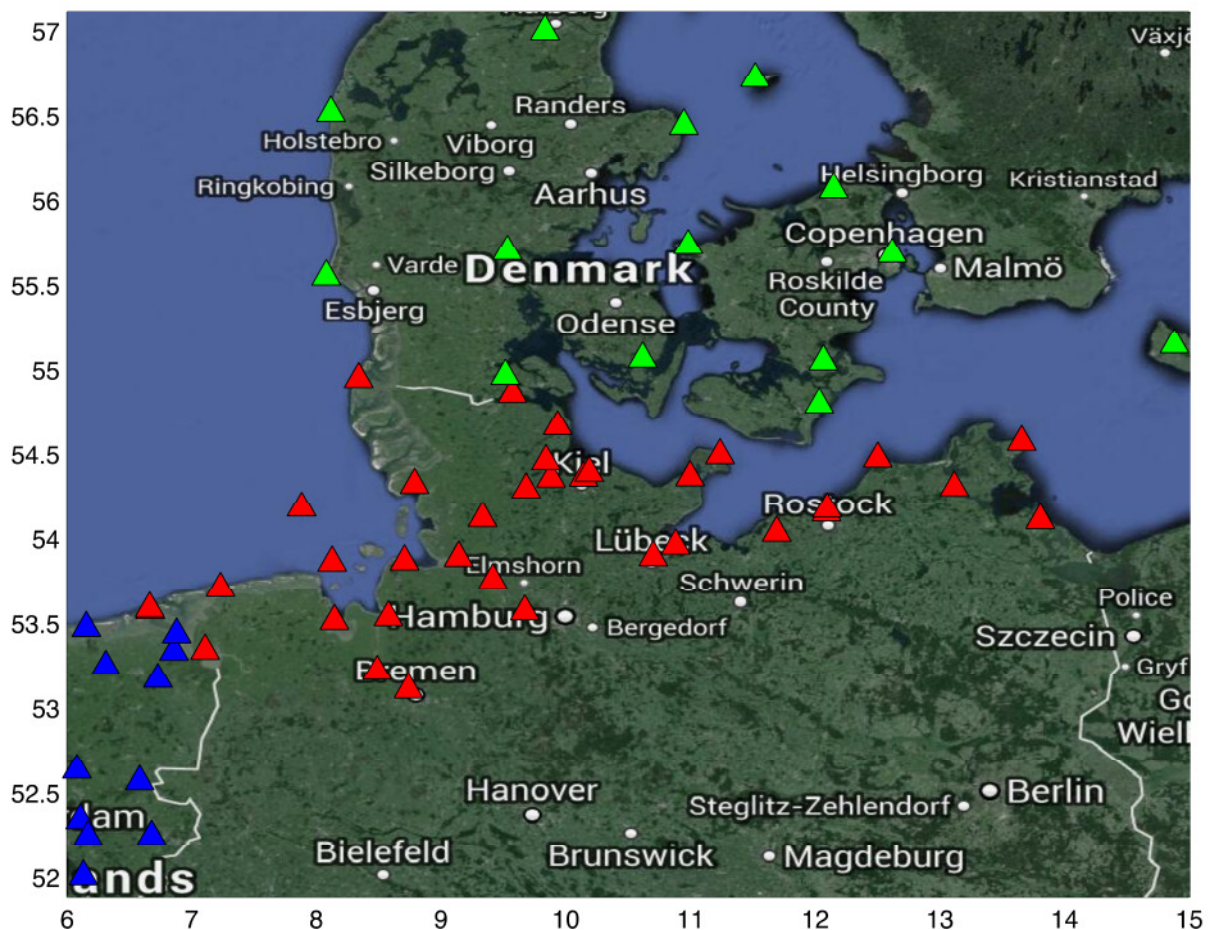 57
Växjö
56.5
Randers
Holstebro
Viborg
Silkeborg
Helsingborg
Ringkobing
Kristianstad
56
Aarhus
Copenhagen
Varde
Denmark
Malmö
55.5
Roskilde
County
Esbjerg
Odense
55
54.5
Kiel
Rostock
54
Lübeck
Elmshorn
Schwerin
Police
53.5
Hamburg
Bergedorf
Szczecin
Gryf
Bremen
53
Go
Wiell
52.5
Hanover
Berlin
Steglitz-Zehlendorf
dam
Bielefeld
Brunswick
Magdeburg
52
ands
6 7 8 9 10 11 12 13 14 15